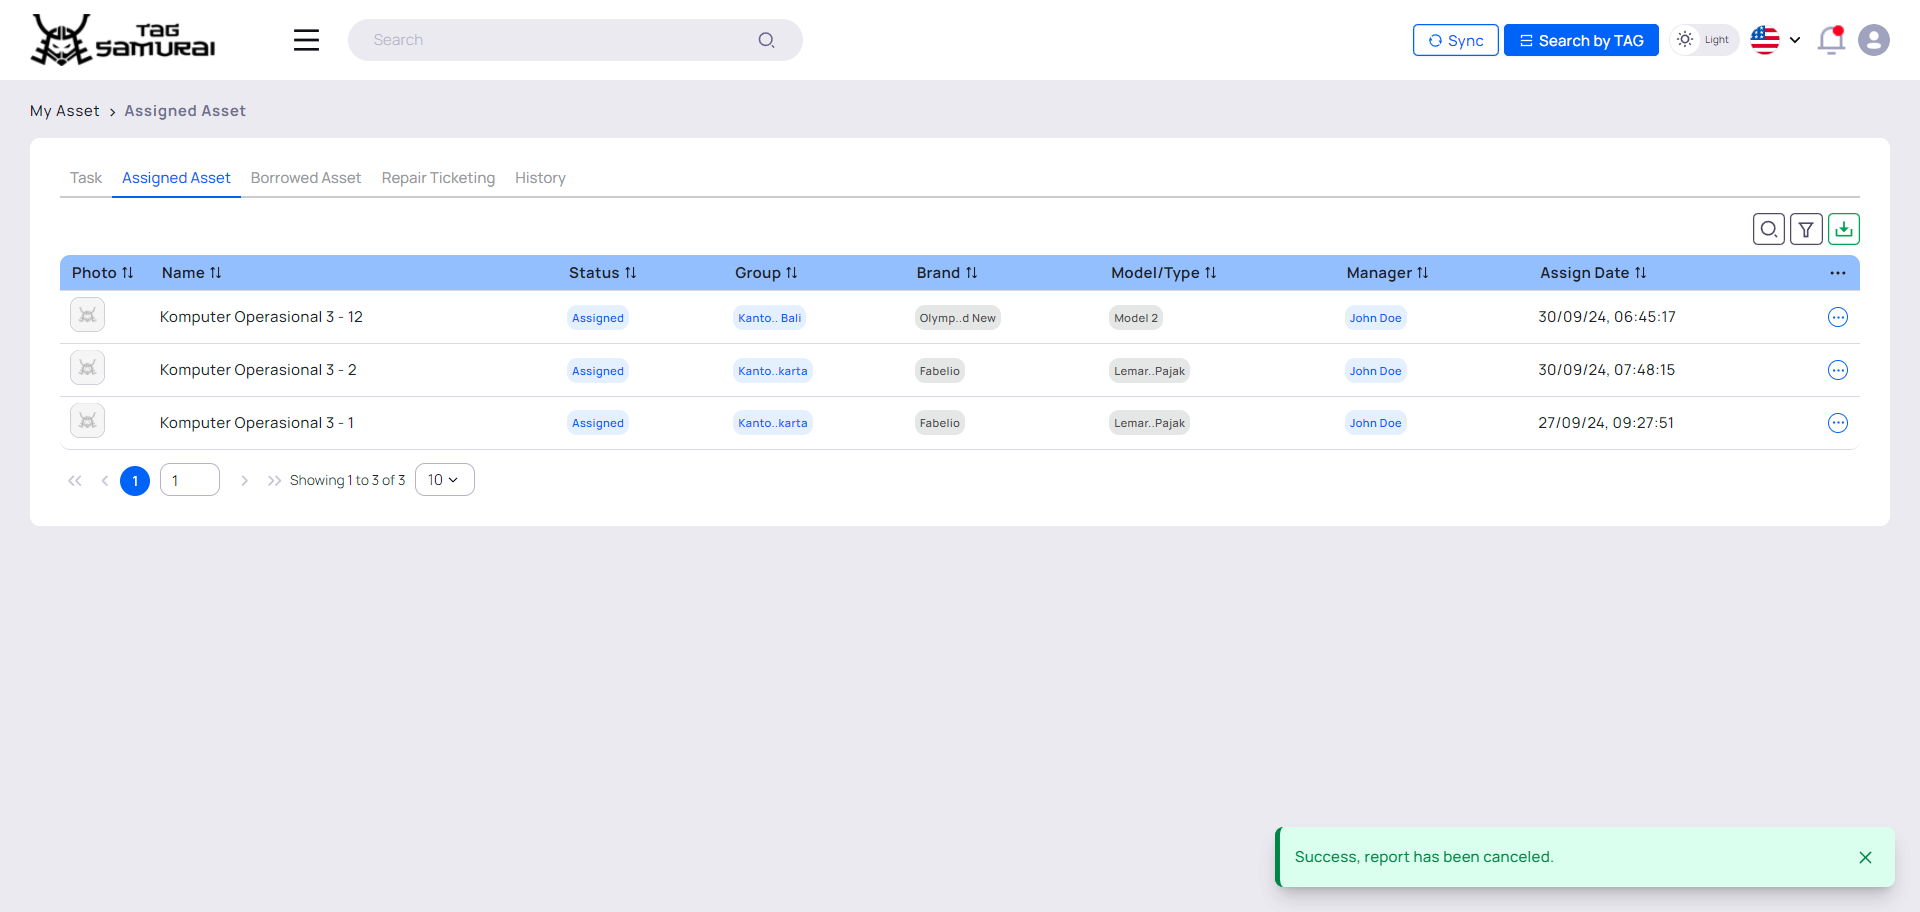 TAG
SAMURAI
Search
Sync
Search by TAG
Light
My Asset > Assigned Asset
Task Assigned Asset Borrowed Asset Repair Ticketing History
Photo Name Status Group Brand Model/Type Manager Assign Date ...
Komputer Operasional 3 - 12 Assigned Kanto.. Bali Olymp..d New Model 2 John Doe 30/09/24, 06:45:17
Komputer Operasional 3 - 2 Assigned Kanto..karta Fabelio Lemar..Pajak John Doe 30/09/24, 07:48:15
Komputer Operasional 3 - 1 Assigned Kanto..karta Fabelio Lemar..Pajak John Doe 27/09/24, 09:27:51
1 1 Showing 1 to 3 of 3 10
Success, report has been canceled.